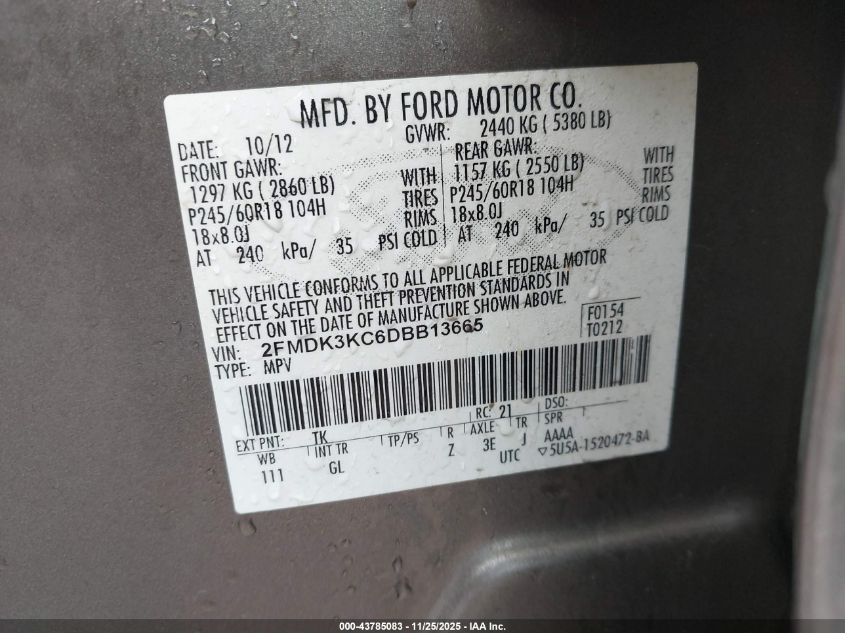 MFD. BY FORD MOTOR CO.
DATE: 10/12 GVWR: 2440 KG ( 5380 LB)
FRONT GAWR: REAR GAWR:
1297 KG ( 2860 LB) WITH 1157 KG ( 2550 LB) WITH
P245/60R18 104H TIRES P245/60R18 104H TIRES
18x8.0J RIMS 18x8.0J RIMS
AT 240 kPa/ 35 PSI COLD AT 240 kPa/ 35 PSI COLD
THIS VEHICLE CONFORMS TO ALL APPLICABLE FEDERAL MOTOR
VEHICLE SAFETY AND THEFT PREVENTION STANDARDS IN
EFFECT ON THE DATE OF MANUFACTURE SHOWN ABOVE.
VIN: 2FMDK3KC6DBB13665 F0154
TYPE: MPV T0212
EXT PNT: TK RC: 21 DSO:
WB INT TR TP/PS R AXLE TR SPR
111 GL Z 3E J AAAA
UTC ▽5U5A-1520472-BA
000-43785083 - 11/25/2025 - IAA Inc.